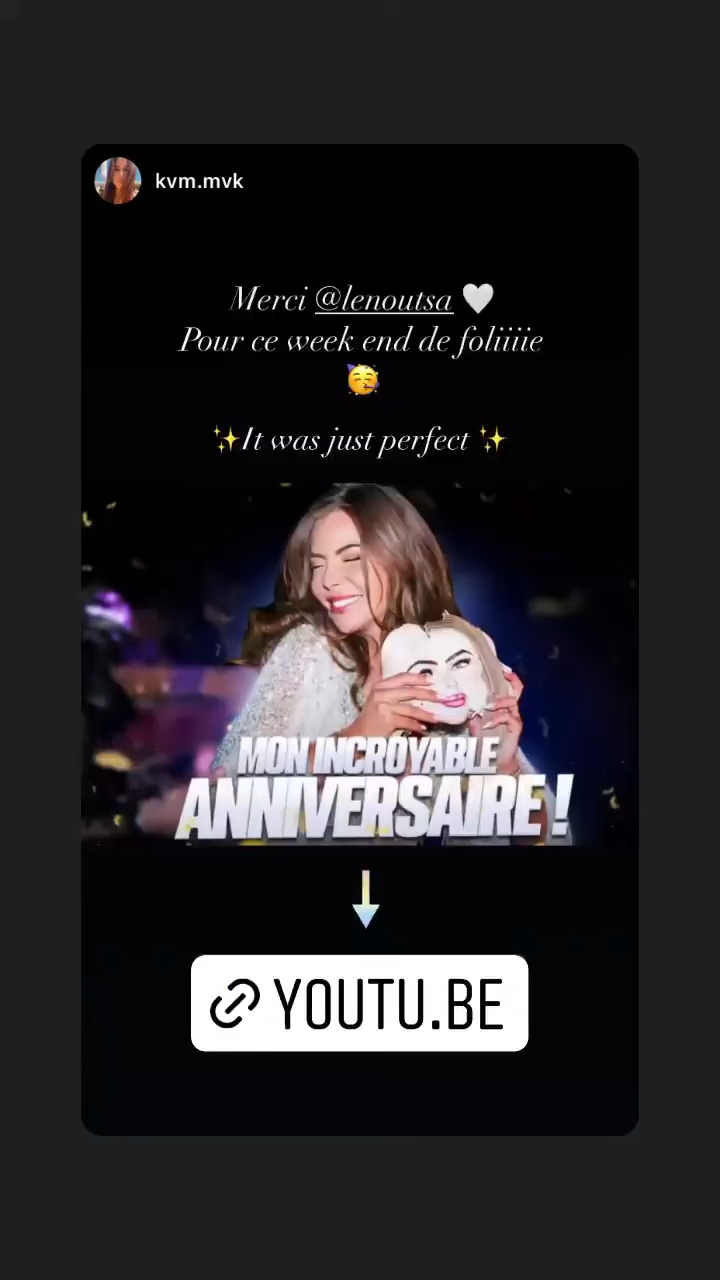 kvm.mvk
Merci @lenoutsa 🤍
Pour ce week end de foliiiie
🥳
✨It was just perfect ✨
MON INCROYABLE
ANNIVERSAIRE !
YOUTU.BE